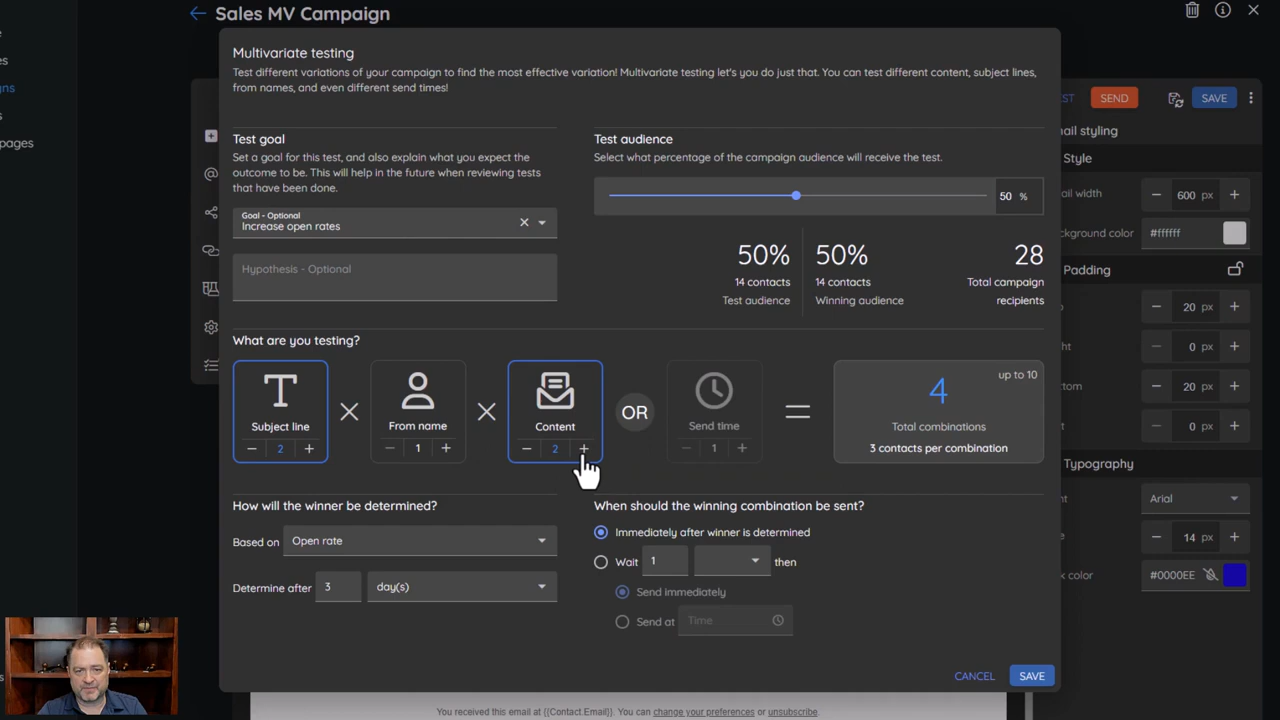 Sales MV Campaign
Multivariate testing
Test different variations of your campaign to find the most effective variation! Multivariate testing let's you do just that. You can test different content, subject lines,
from names, and even different send times!
Test goal
Set a goal for this test, and also explain what you expect the
outcome to be. This will help in the future when reviewing tests
that have been done.
Goal - Optional
Increase open rates
Hypothesis - Optional
Test audience
Select what percentage of the campaign audience will receive the test.
50 %
50%
14 contacts
Test audience
50%
14 contacts
Winning audience
28
Total campaign
recipients
What are you testing?
Subject line
− 2 +
From name
− 1 +
Content
− 2 +
OR
Send time
− 1 +
=
up to 10
4
Total combinations
3 contacts per combination
How will the winner be determined?
Based on Open rate
Determine after 3 day(s)
When should the winning combination be sent?
Immediately after winner is determined
Wait 1 then
Send immediately
Send at Time
CANCEL
SAVE
SEND
SAVE
Style
600 px
#ffffff
Padding
20 px
0 px
20 px
0 px
Typography
Arial
14 px
#0000EE
You received this email at {{Contact.Email}}. You can change your preferences or unsubscribe.